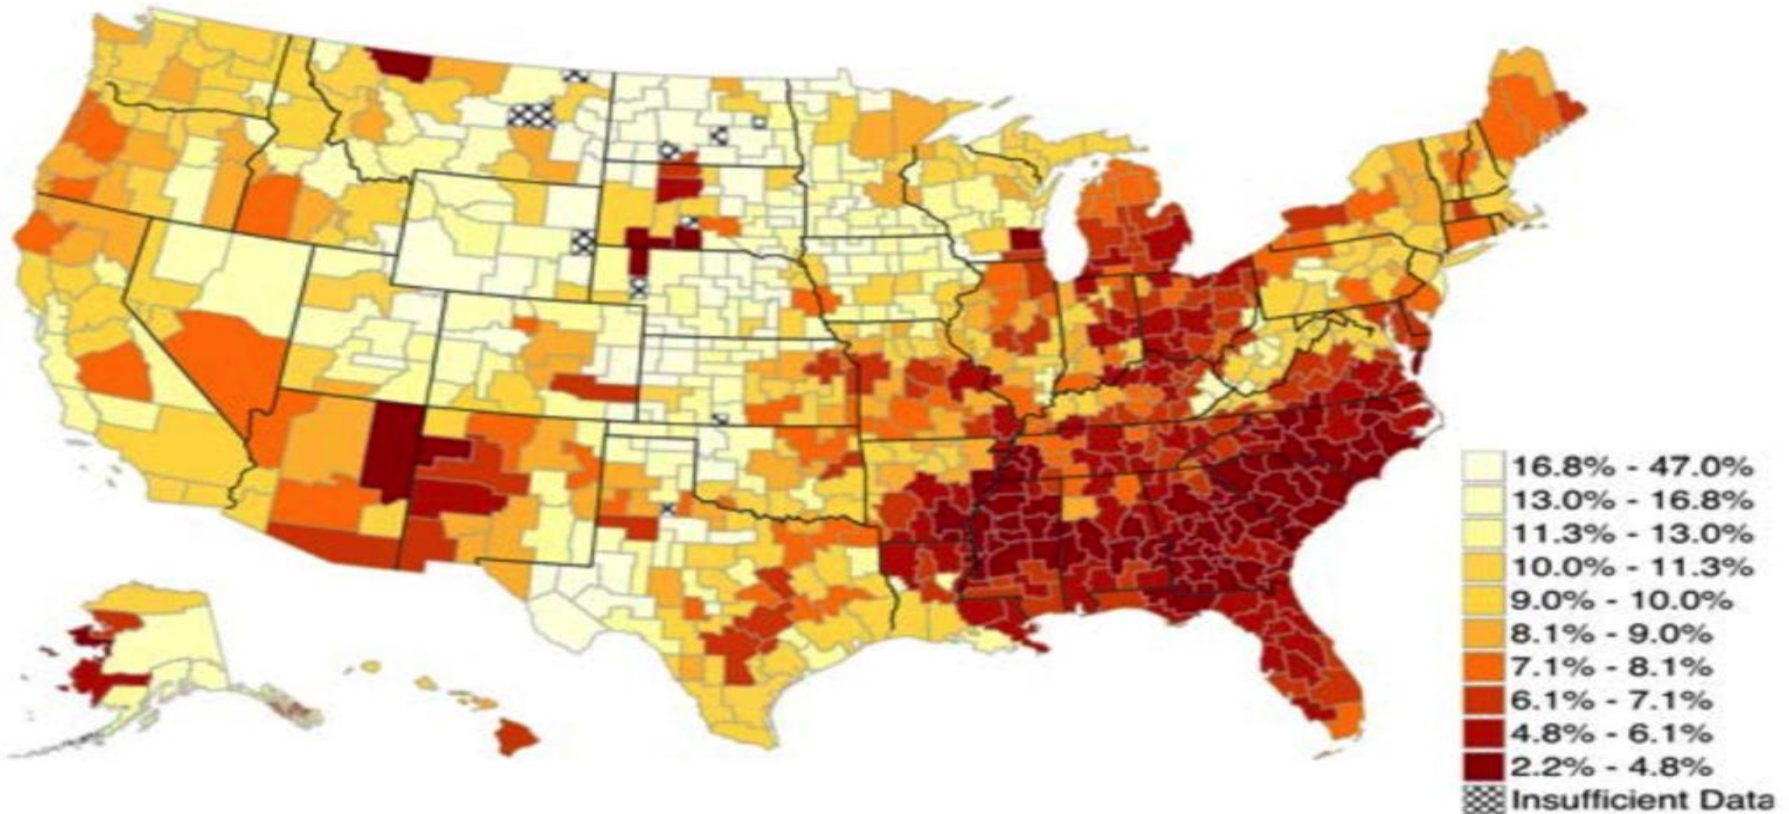 16.8% - 47.0%
13.0% - 16.8%
11.3% - 13.0%
10.0% - 11.3%
9.0% - 10.0%
8.1% - 9.0%
7.1% - 8.1%
6.1% - 7.1%
4.8% - 6.1%
2.2% - 4.8%
Insufficient Data